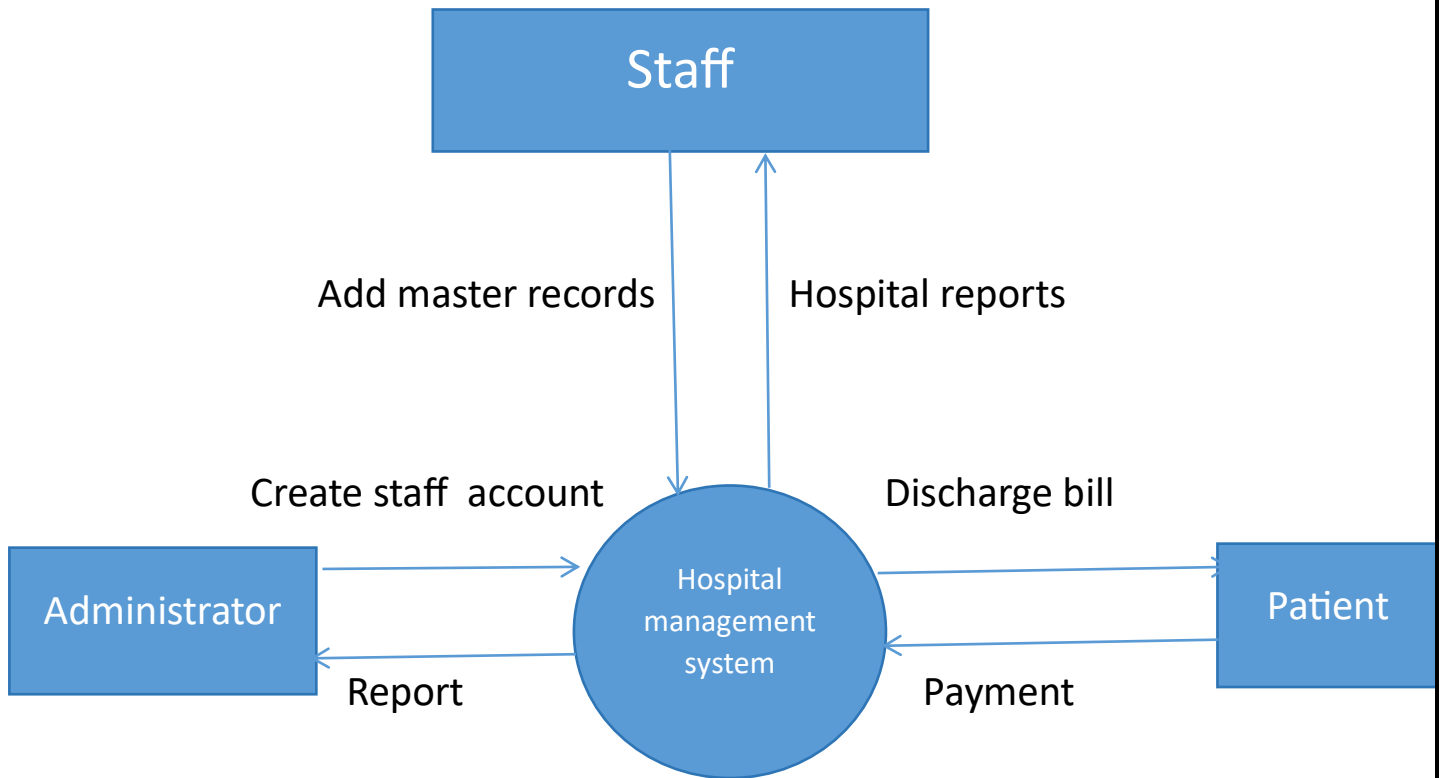 Staff
Add master records
Hospital reports
Create staff  account
Discharge bill
Administrator
Hospital
management
system
Patient
Report
Payment